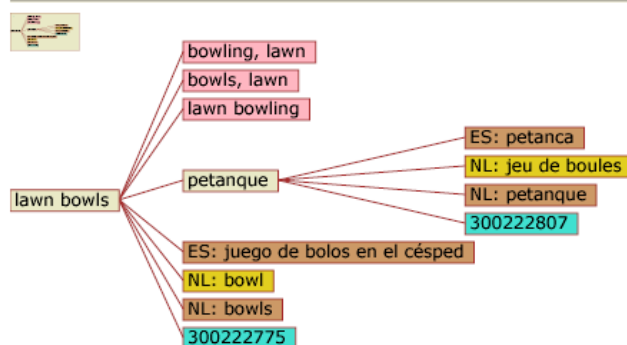 bowling, lawn
bowls, lawn
lawn bowling
lawn bowls
petanque
ES: petanca
NL: jeu de boules
NL: petanque
300222807
ES: juego de bolos en el césped
NL: bowl
NL: bowls
300222775